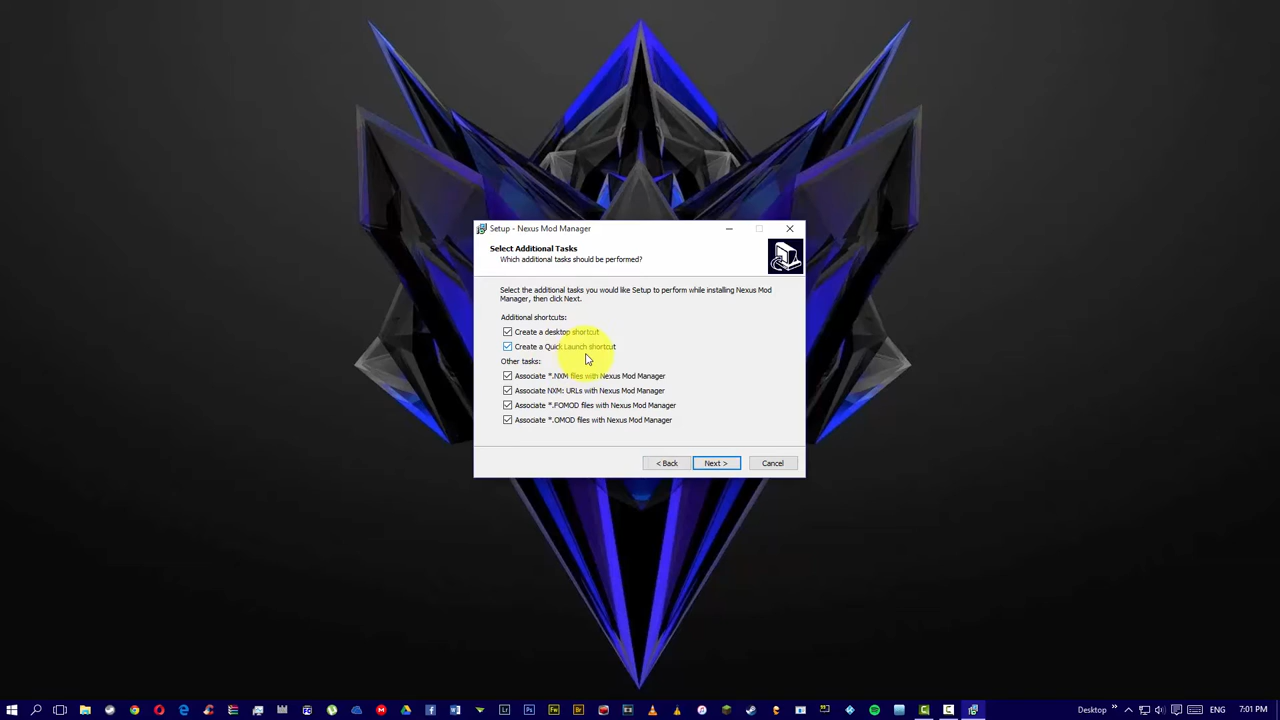 Setup - Nexus Mod Manager
Select Additional Tasks
Which additional tasks should be performed?
Select the additional tasks you would like Setup to perform while installing Nexus Mod
Manager, then click Next.
Additional shortcuts:
Create a desktop shortcut
Create a Quick Launch shortcut
Other tasks:
Associate *.NXM files with Nexus Mod Manager
Associate NXM: URLs with Nexus Mod Manager
Associate *.FOMOD files with Nexus Mod Manager
Associate *.OMOD files with Nexus Mod Manager
< Back
Next >
Cancel
Desktop
ENG
7:01 PM